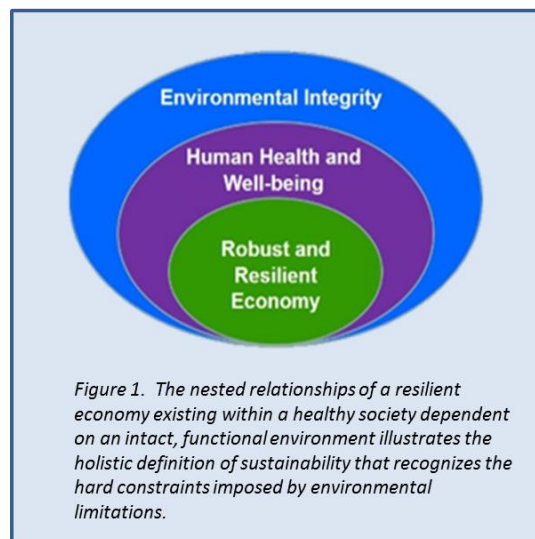 Environmental Integrity
Human Health and
Well-being
Robust and
Resilient
Economy
Figure 1. The nested relationships of a resilient
economy existing within a healthy society dependent
on an intact, functional environment illustrates the
holistic definition of sustainability that recognizes the
hard constraints imposed by environmental
limitations.